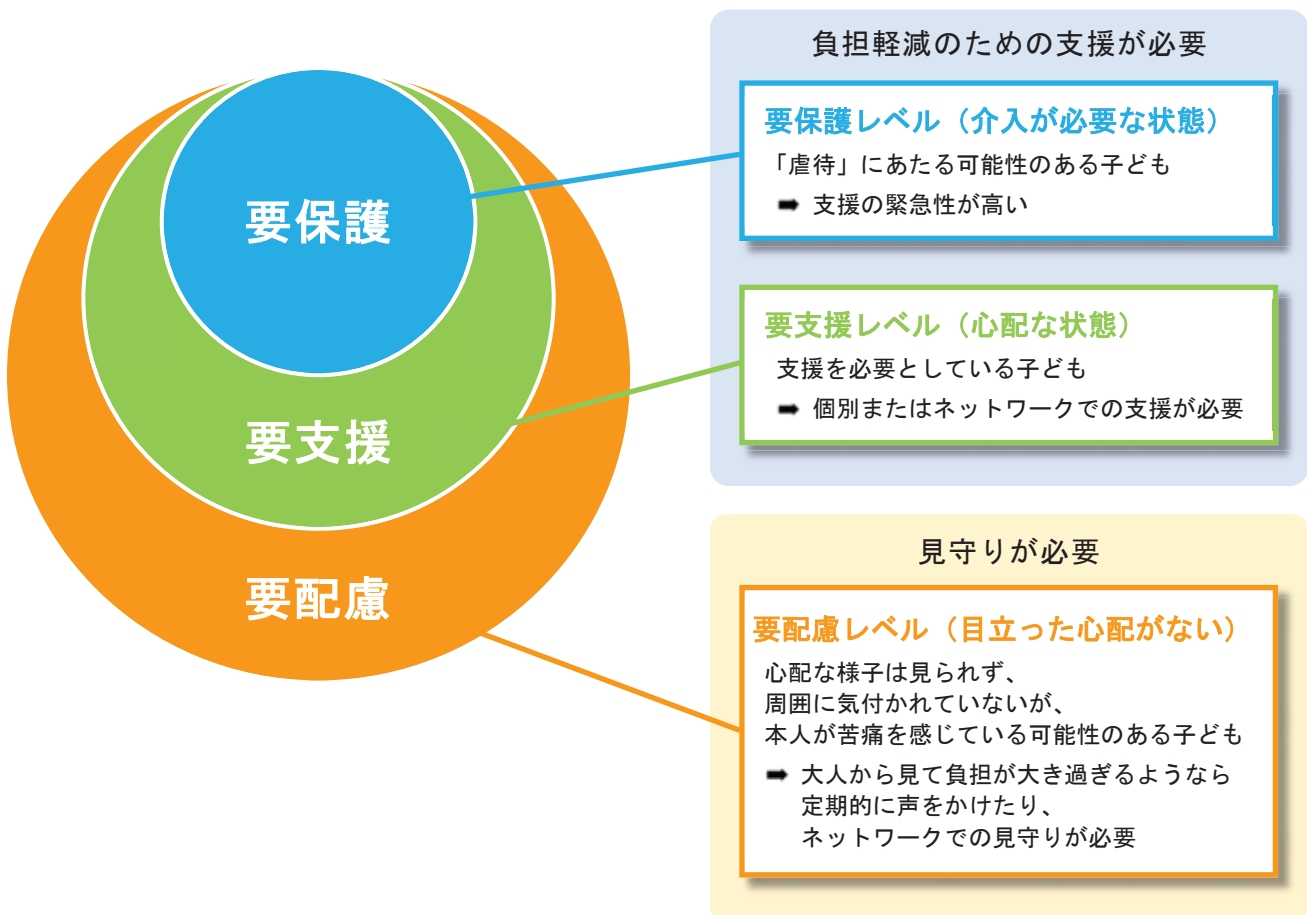 要保護
要支援
要配慮
負担軽減のための支援が必要
要保護レベル（介入が必要な状態）
「虐待」にあたる可能性のある子ども
➡ 支援の緊急性が高い
要支援レベル（心配な状態）
支援を必要としている子ども
➡ 個別またはネットワークでの支援が必要
見守りが必要
要配慮レベル（目立った心配がない）
心配な様子は見られず、
周囲に気付かれていないが、
本人が苦痛を感じている可能性のある子ども
➡ 大人から見て負担が大き過ぎるようなら
定期的に声をかけたり、
ネットワークでの見守りが必要